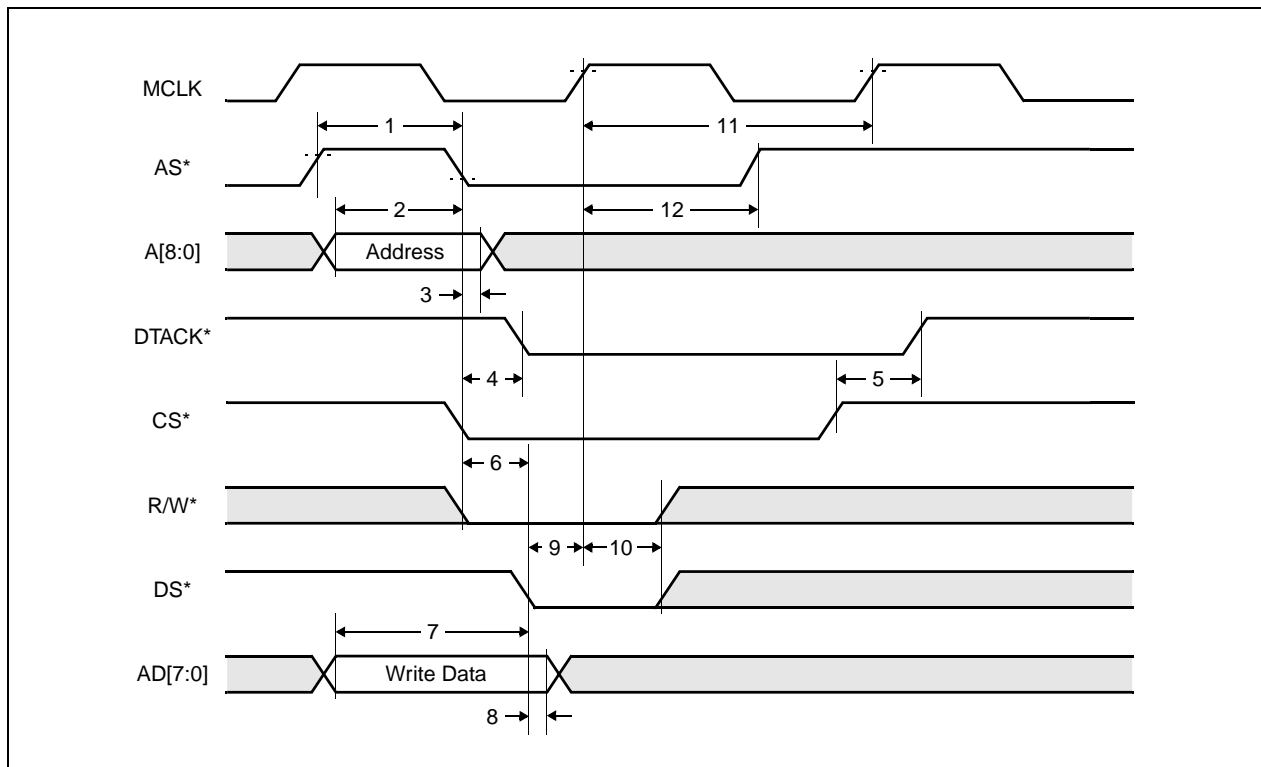 MCLK
1
11
AS*
2
12
A[8:0]
Address
3
DTACK*
4
5
CS*
6
R/W*
9
10
DS*
7
AD[7:0]
Write Data
8